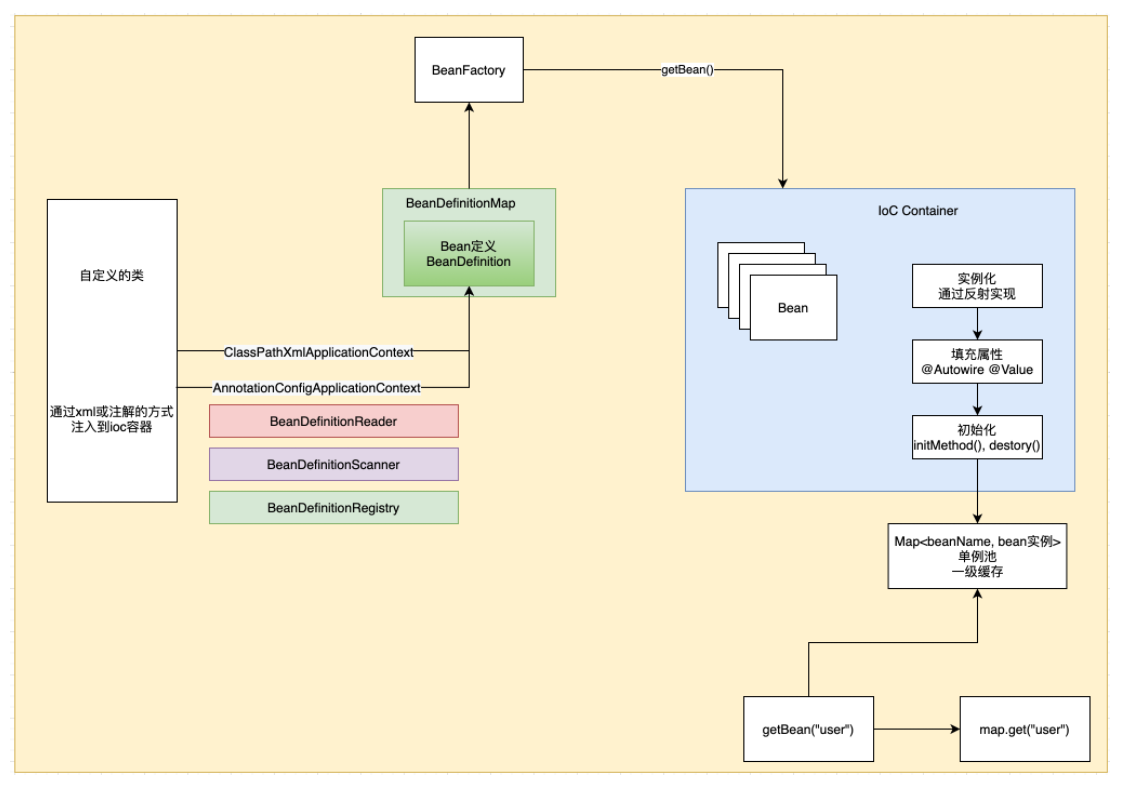 BeanFactory
getBean()
BeanDefinitionMap
Bean定义
BeanDefinition
自定义的类
通过xml或注解的方式
注入到ioc容器
ClassPathXmlApplicationContext
AnnotationConfigApplicationContext
BeanDefinitionReader
BeanDefinitionScanner
BeanDefinitionRegistry
IoC Container
Bean
实例化
通过反射实现
填充属性
@Autowire @Value
初始化
initMethod(), destory()
Map<beanName, bean实例>
单例池
一级缓存
getBean("user")
map.get("user")